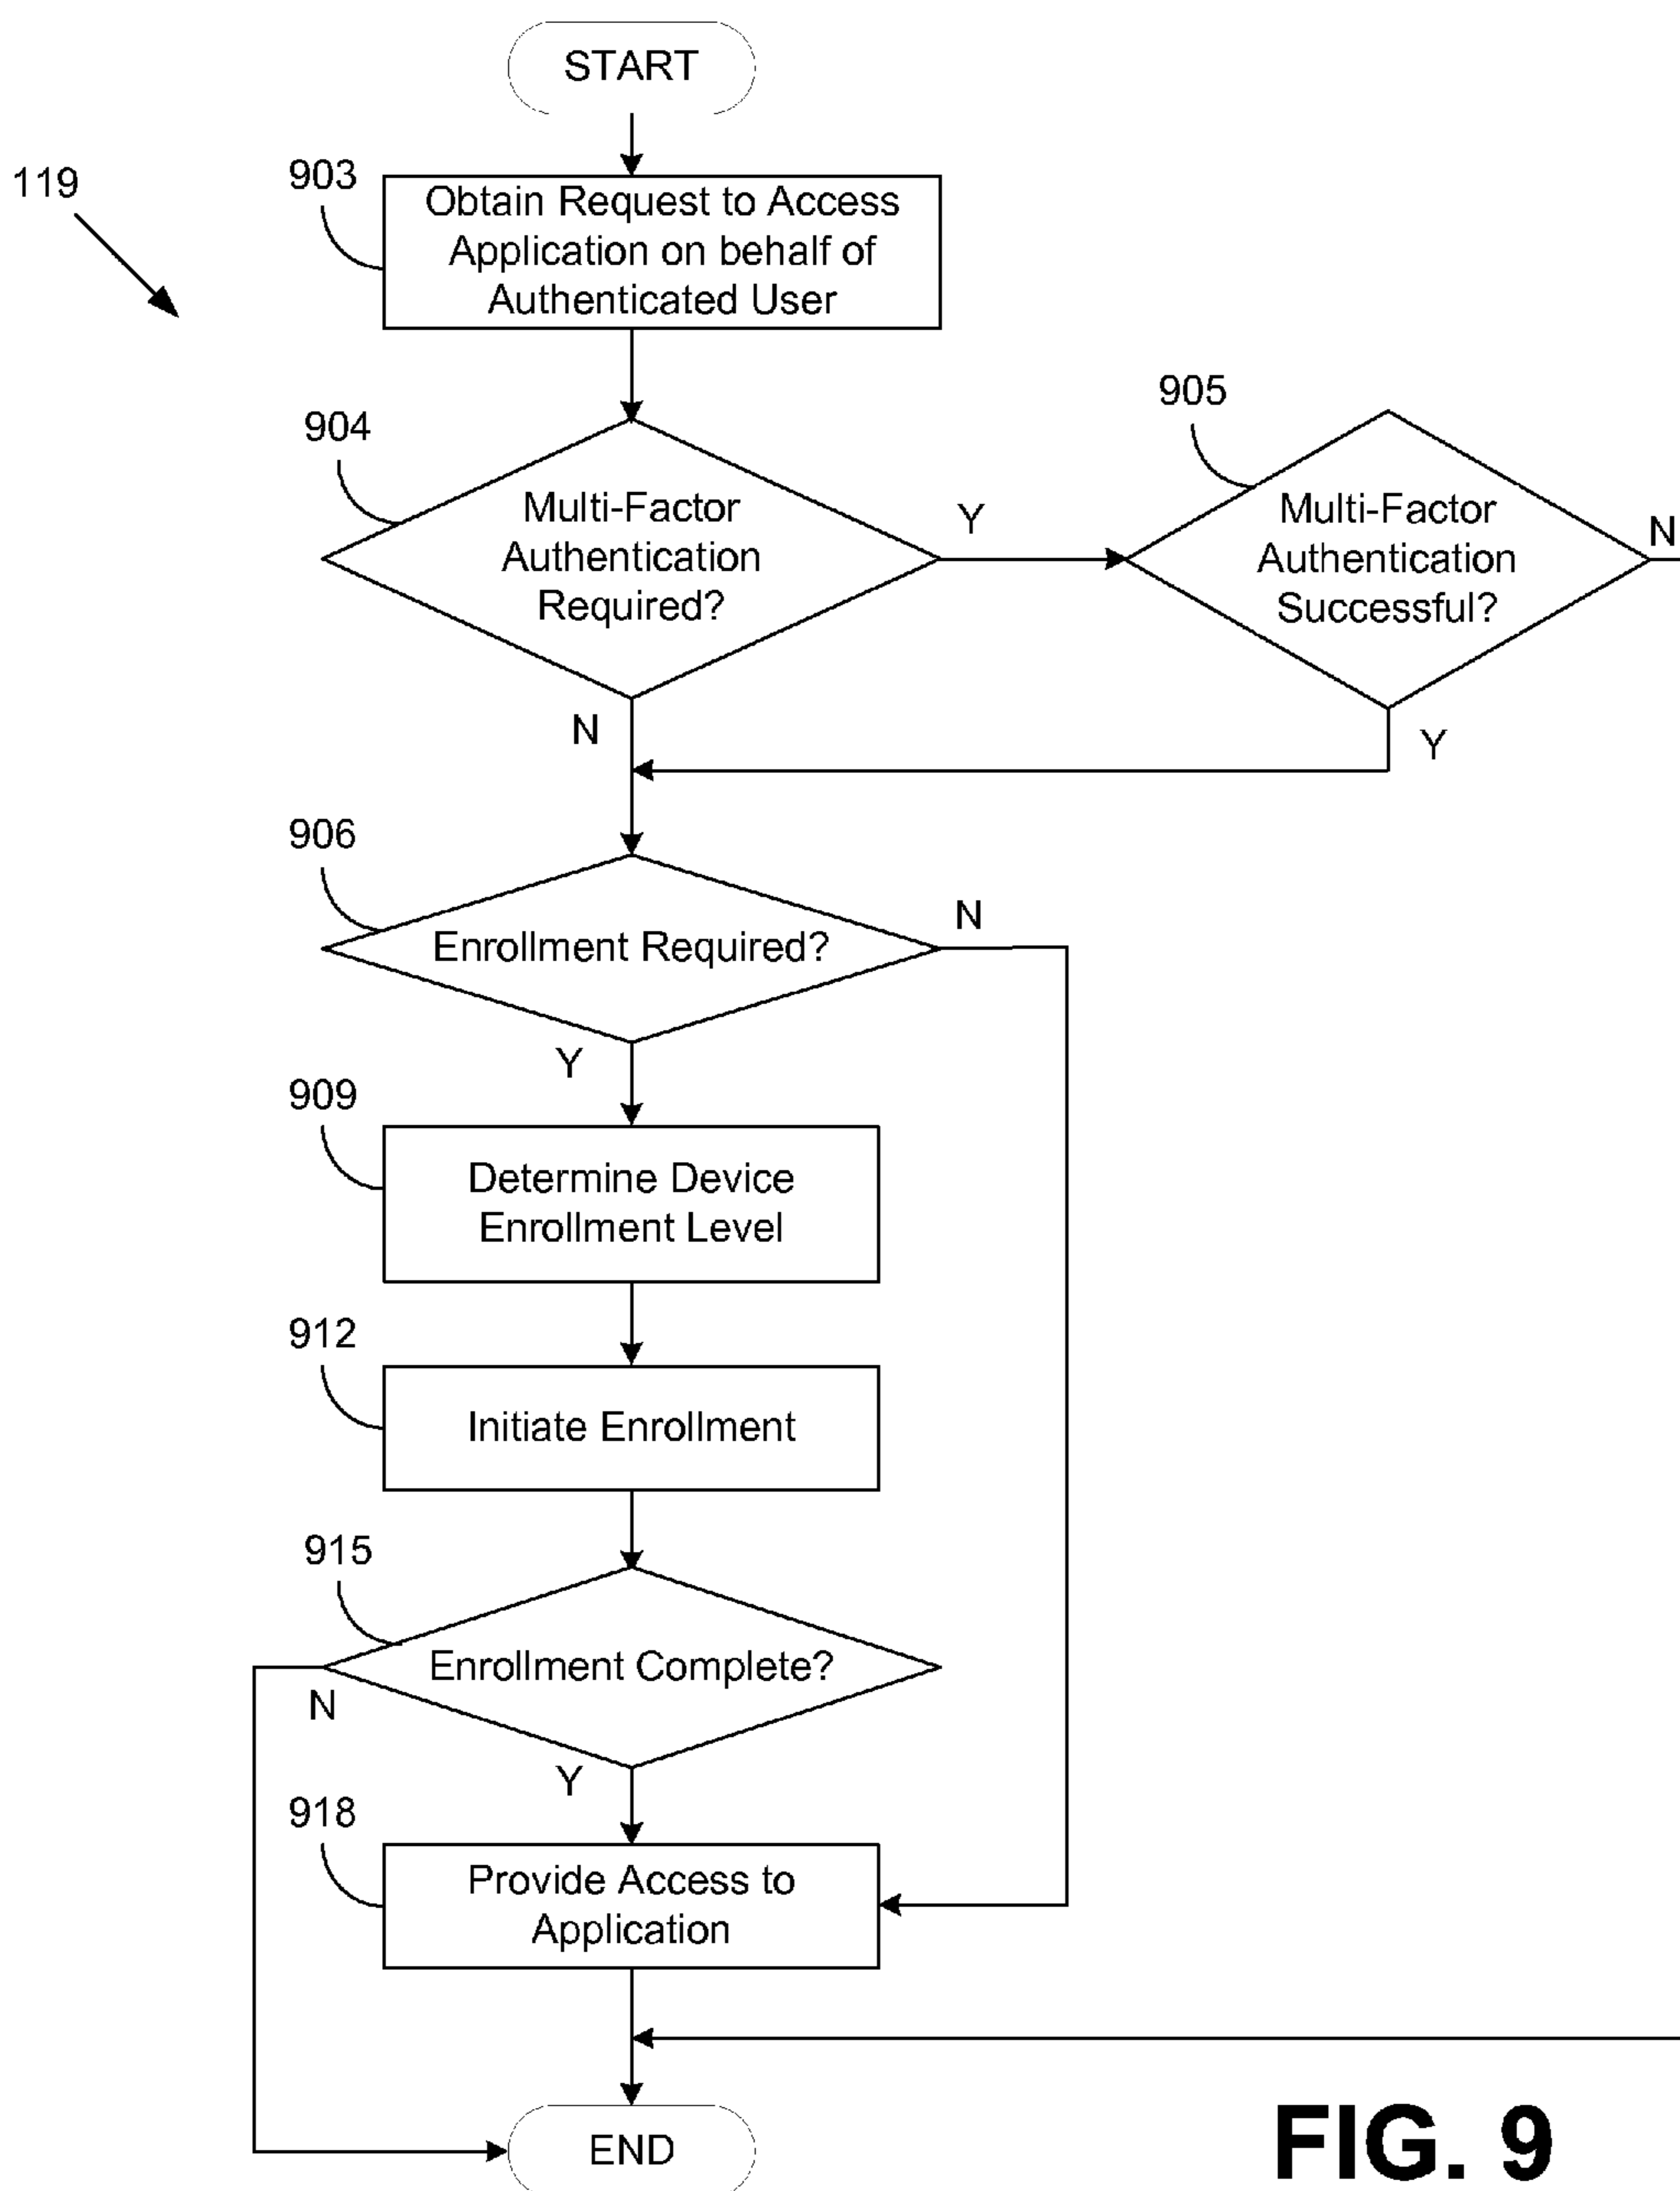 START
119
903
Obtain Request to Access
Application on behalf of
Authenticated User
904
Multi-Factor
Authentication
Required?
Y
905
Multi-Factor
Authentication
Successful?
N
N
Y
906
Enrollment Required?
N
Y
909
Determine Device
Enrollment Level
912
Initiate Enrollment
915
Enrollment Complete?
N
Y
918
Provide Access to
Application
END
FIG. 9